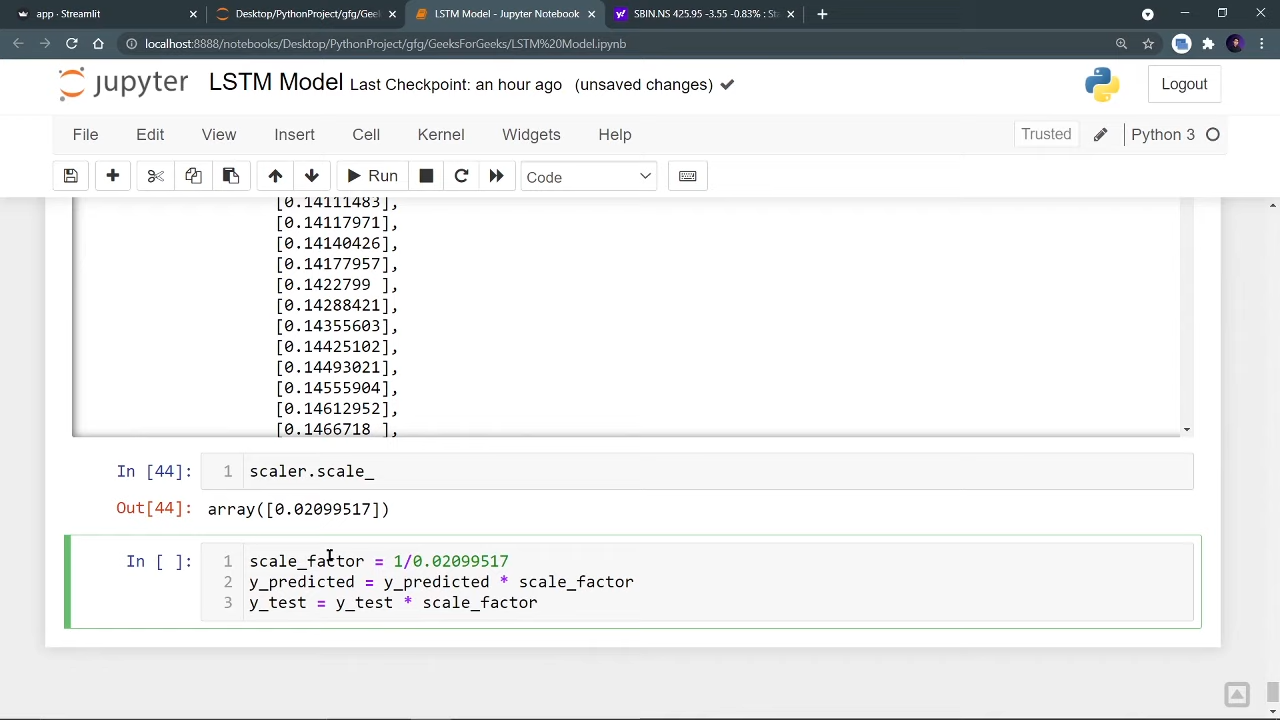 app · Streamlit
Desktop/PythonProject/gfg/Gee
LSTM Model - Jupyter Notebook
SBIN.NS 425.95 -3.55 -0.83% : St
localhost:8888/notebooks/Desktop/PythonProject/gfg/GeeksForGeeks/LSTM%20Model.ipynb
jupyter LSTM Model Last Checkpoint: an hour ago (unsaved changes)
Logout
File Edit View Insert Cell Kernel Widgets Help
Trusted
Python 3
Run
Code
[0.14111483],
[0.14117971],
[0.14140426],
[0.14177957],
[0.1422799 ],
[0.14288421],
[0.14355603],
[0.14425102],
[0.14493021],
[0.14555904],
[0.14612952],
[0.1466718 ],
In [44]: 1 scaler.scale_
Out[44]: array([0.02099517])
In [ ]: 1 scale_factor = 1/0.02099517
2 y_predicted = y_predicted * scale_factor
3 y_test = y_test * scale_factor